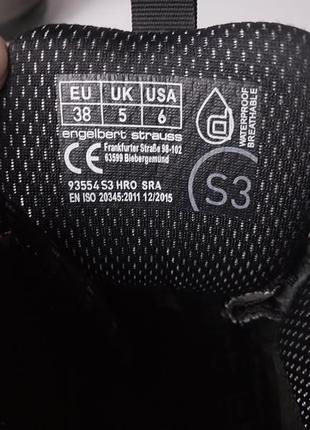 EU UK USA
38 5 6
engelbert strauss
CE Frankfurter Straße 98-102
63599 Biebergemünd
93554 S3 HRO SRA
EN ISO 20345:2011 12/2015
WATERPROOF
BREATHABLE
S3